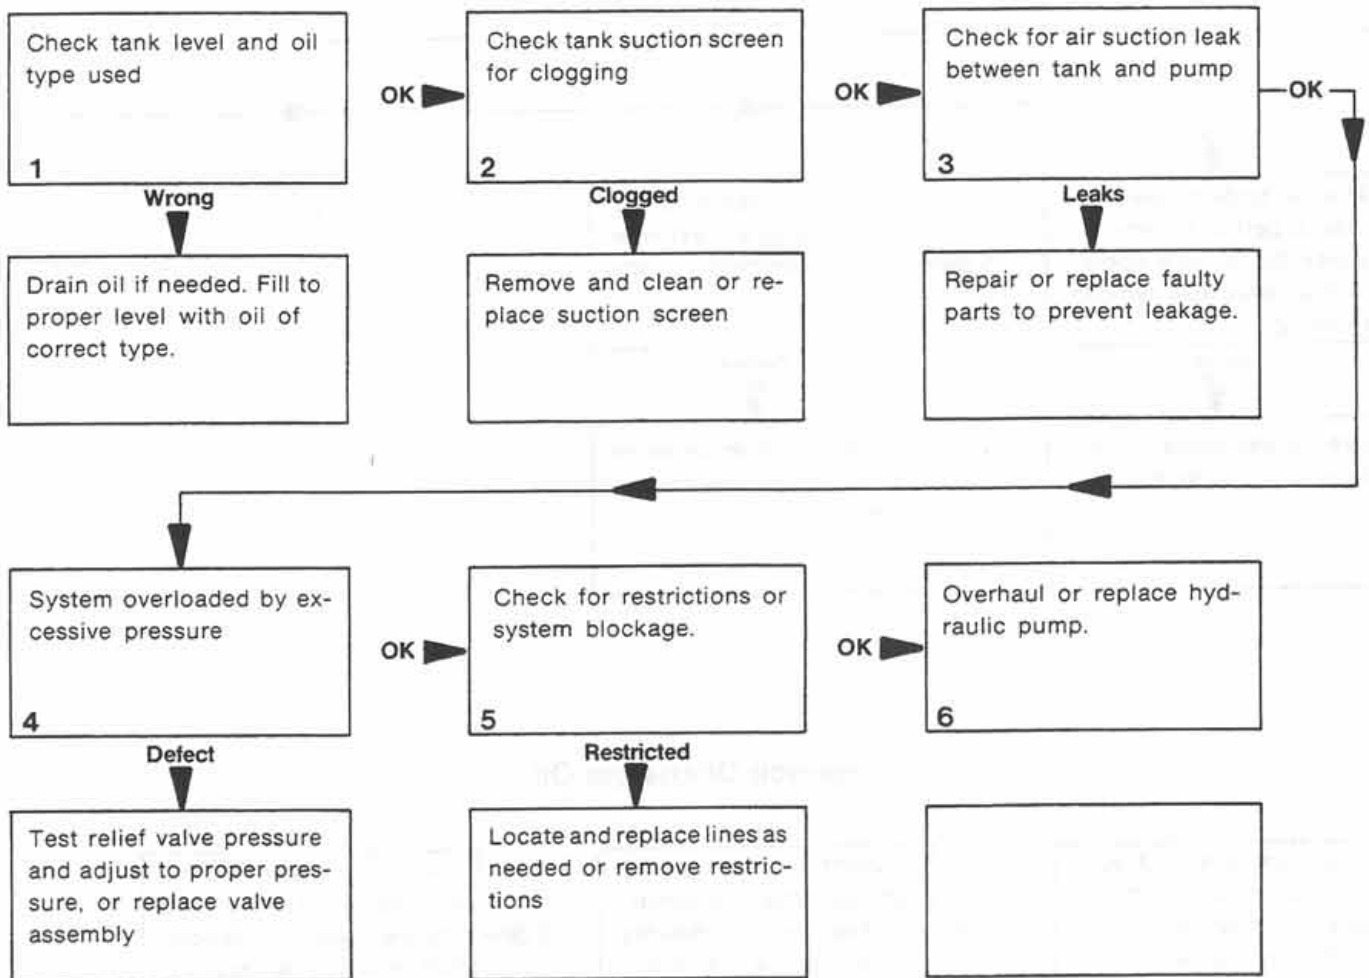 Check tank level and oil
type used
1
OK
Check tank suction screen
for clogging
2
OK
Check for air suction leak
between tank and pump
3
OK
Wrong
Clogged
Leaks
Drain oil if needed. Fill to
proper level with oil of
correct type.
Remove and clean or re-
place suction screen
Repair or replace faulty
parts to prevent leakage.
System overloaded by ex-
cessive pressure
4
OK
Check for restrictions or
system blockage.
5
OK
Overhaul or replace hyd-
raulic pump.
6
Defect
Restricted
Test relief valve pressure
and adjust to proper pres-
sure, or replace valve
assembly
Locate and replace lines as
needed or remove restric-
tions